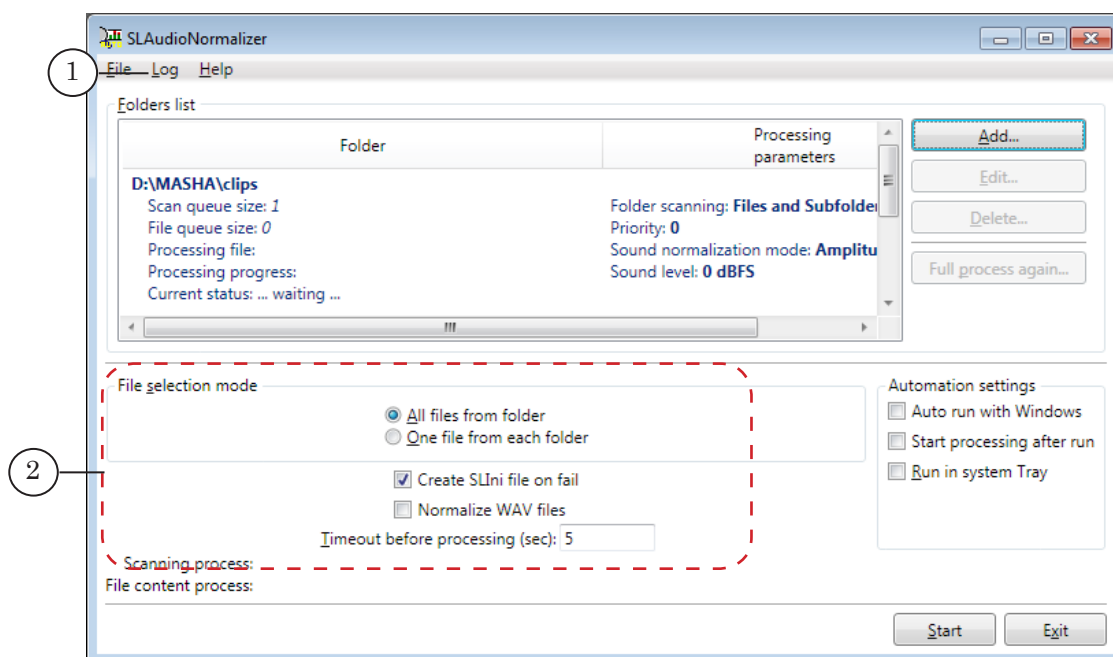 SLAudioNormalizer
1
File Log Help
Folders list
Folder
Processing
parameters
Add...
Edit...
Delete...
Full process again...
D:\MASHA\clips
Scan queue size: 1
File queue size: 0
Processing file:
Processing progress:
Current status: ... waiting ...
Folder scanning: Files and Subfolde
Priority: 0
Sound normalization mode: Amplitu
Sound level: 0 dBFS
2
File selection mode
All files from folder
One file from each folder
Create SLIni file on fail
Normalize WAV files
Timeout before processing (sec): 5
Automation settings
Auto run with Windows
Start processing after run
Run in system Tray
Scanning process:
File content process:
Start
Exit